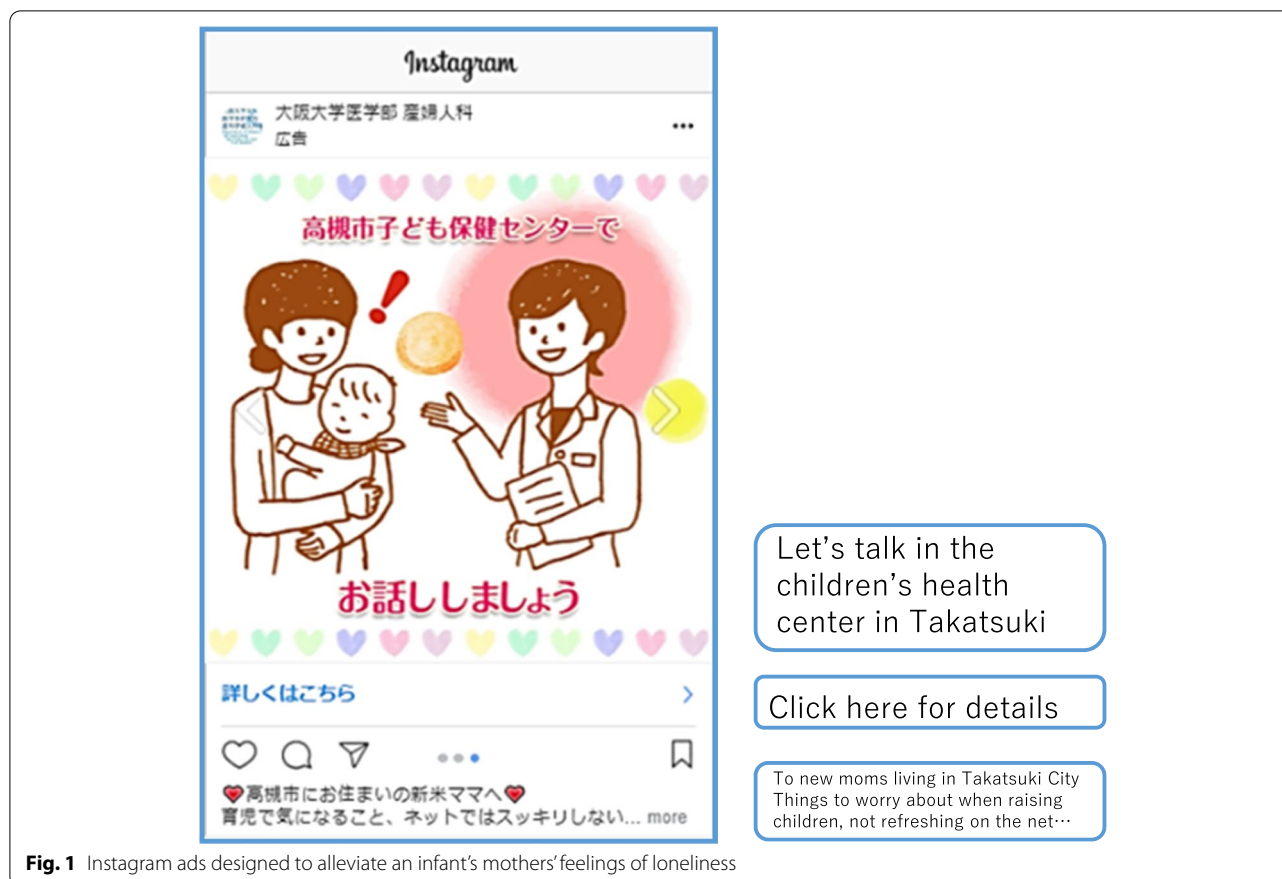 Instagram
大阪大学医学部 産婦人科
広告
高槻市子ども保健センターで
お話ししましょう
詳しくはこちら
高槻市にお住まいの新米ママへ
育児で気になること、ネットではスッキリしない... more
Let's talk in the
children's health
center in Takatsuki
Click here for details
To new moms living in Takatsuki City
Things to worry about when raising
children, not refreshing on the net…
Fig. 1 Instagram ads designed to alleviate an infant's mothers' feelings of loneliness